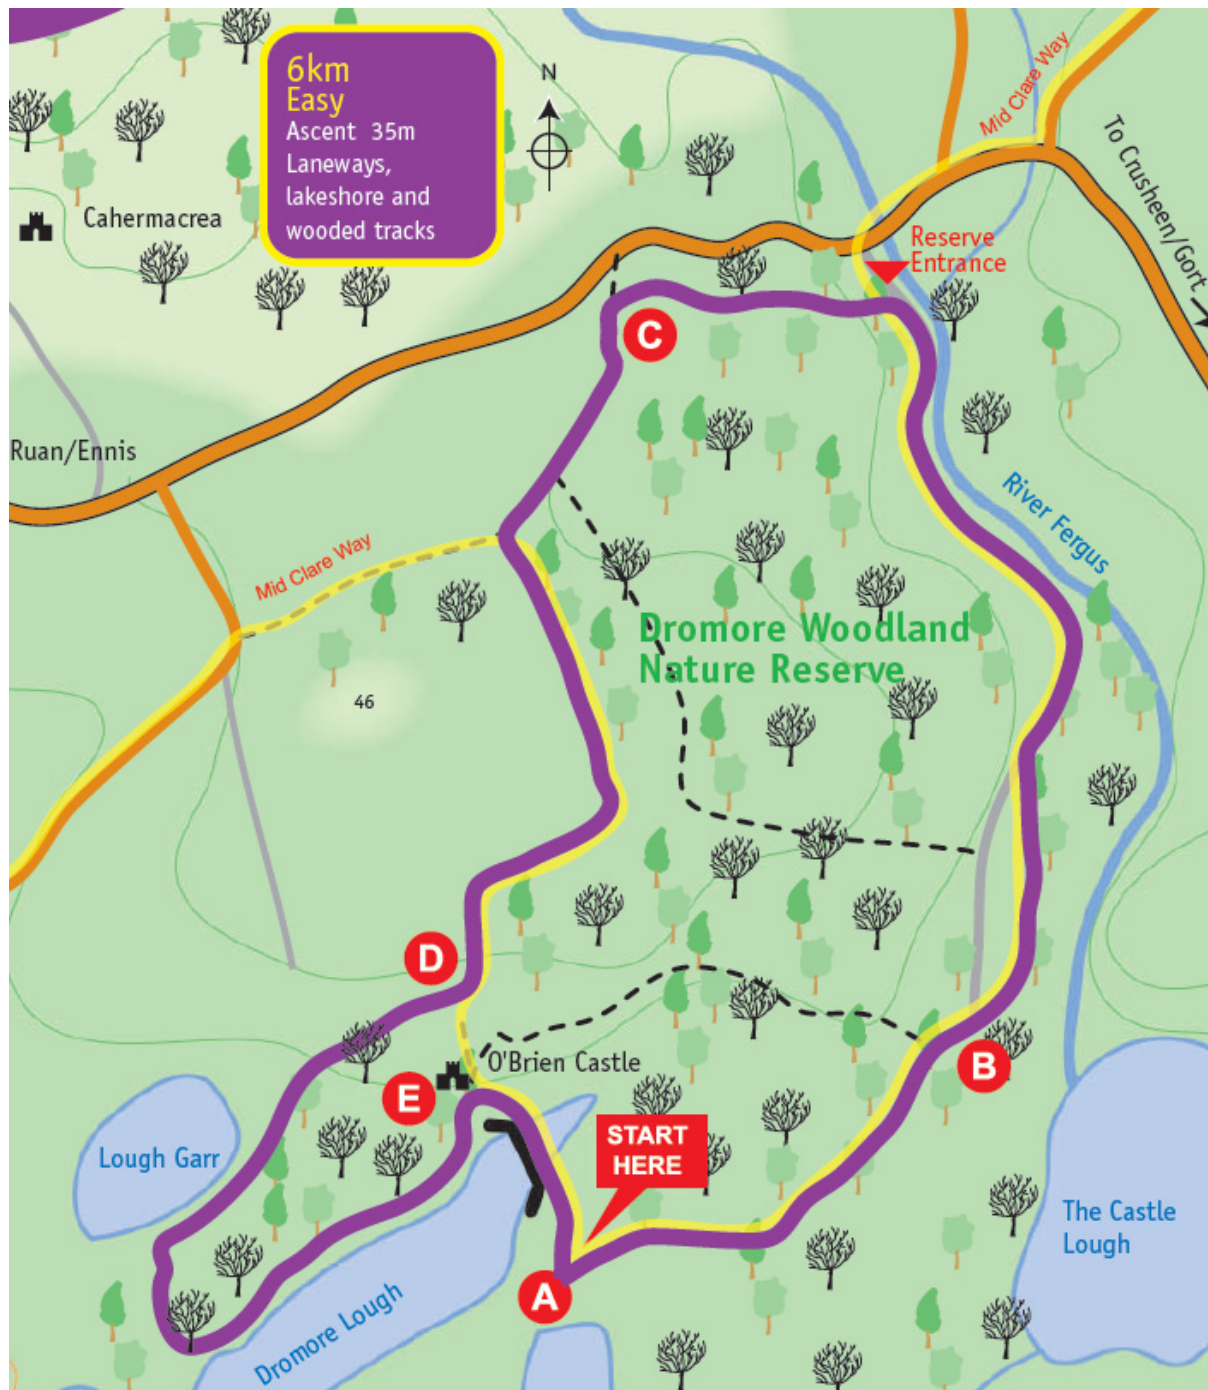 6km
Easy
Ascent 35m
Laneways,
lakeshore and
wooded tracks
N
Mid Clare Way
To Crusheen/Gort
Cahermacrea
Reserve
Entrance
C
Ruan/Ennis
River Fergus
Mid Clare Way
Dromore Woodland
Nature Reserve
46
D
O'Brien Castle
B
E
START
HERE
Lough Garr
The Castle
Lough
A
Dromore Lough